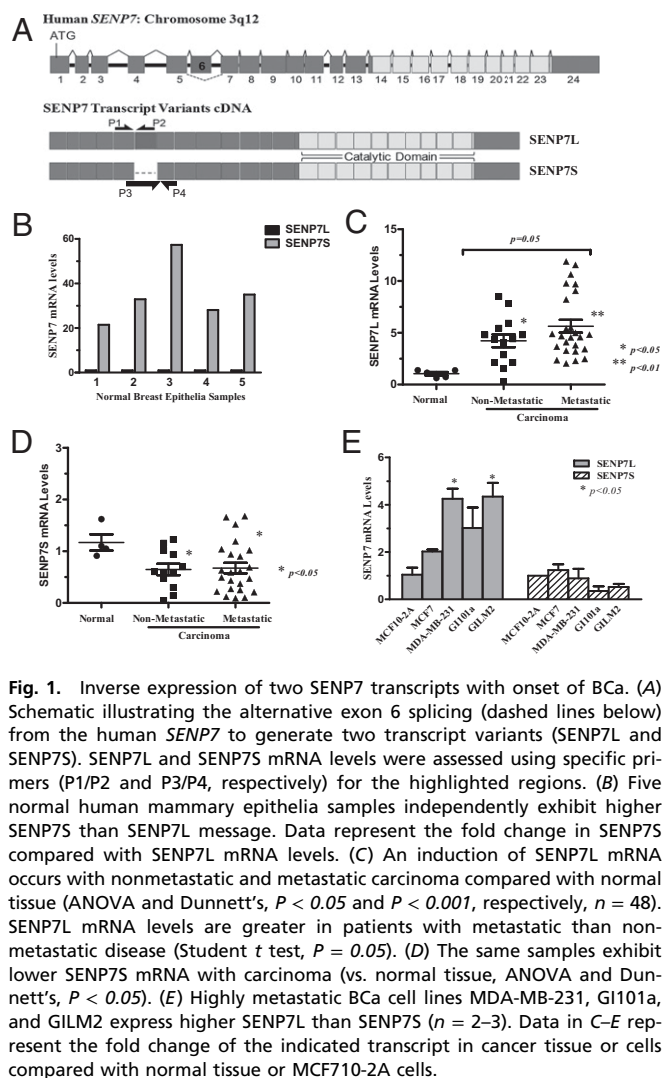 A
Human SENP7: Chromosome 3q12
ATG
6
1 2 3 4 5 7 8 9 10 11 12 13 14 15 16 17 18 19 20 21 22 23 24
SENP7 Transcript Variants cDNA
P1 P2
SENP7L
Catalytic Domain
SENP7S
P3 P4
B
SENP7L
SENP7S
SENP 7 mRNA levels
60
40
20
0
1 2 3 4 5
Normal Breast Epithelia Samples
C
SENP7L mRNA Levels
15
10
5
0
p=0.05
*
**
* p<0.05
** p<0.01
Normal Non-Metastatic Metastatic
Carcinoma
D
SENP7S mRNA Levels
3
2
1
0
*
*
* p<0.05
Normal Non-Metastatic Metastatic
Carcinoma
E
SENP 7 mRNA Levels
6
4
2
0
* *
SENP7L
SENP7S
* p<0.05
MCF10-2A MCF7 MDA-MB-231 GI101a GILM2 MCF10-2A MCF7 MDA-MB-231 GI101a GILM2
Fig. 1. Inverse expression of two SENP7 transcripts with onset of BCa. (A)
Schematic illustrating the alternative exon 6 splicing (dashed lines below)
from the human SENP7 to generate two transcript variants (SENP7L and
SENP7S). SENP7L and SENP7S mRNA levels were assessed using specific pri-
mers (P1/P2 and P3/P4, respectively) for the highlighted regions. (B) Five
normal human mammary epithelia samples independently exhibit higher
SENP7S than SENP7L message. Data represent the fold change in SENP7S
compared with SENP7L mRNA levels. (C) An induction of SENP7L mRNA
occurs with nonmetastatic and metastatic carcinoma compared with normal
tissue (ANOVA and Dunnett's, P < 0.05 and P < 0.001, respectively, n = 48).
SENP7L mRNA levels are greater in patients with metastatic than non-
metastatic disease (Student t test, P = 0.05). (D) The same samples exhibit
lower SENP7S mRNA with carcinoma (vs. normal tissue, ANOVA and Dun-
nett's, P < 0.05). (E) Highly metastatic BCa cell lines MDA-MB-231, GI101a,
and GILM2 express higher SENP7L than SENP7S (n = 2–3). Data in C–E rep-
resent the fold change of the indicated transcript in cancer tissue or cells
compared with normal tissue or MCF710-2A cells.